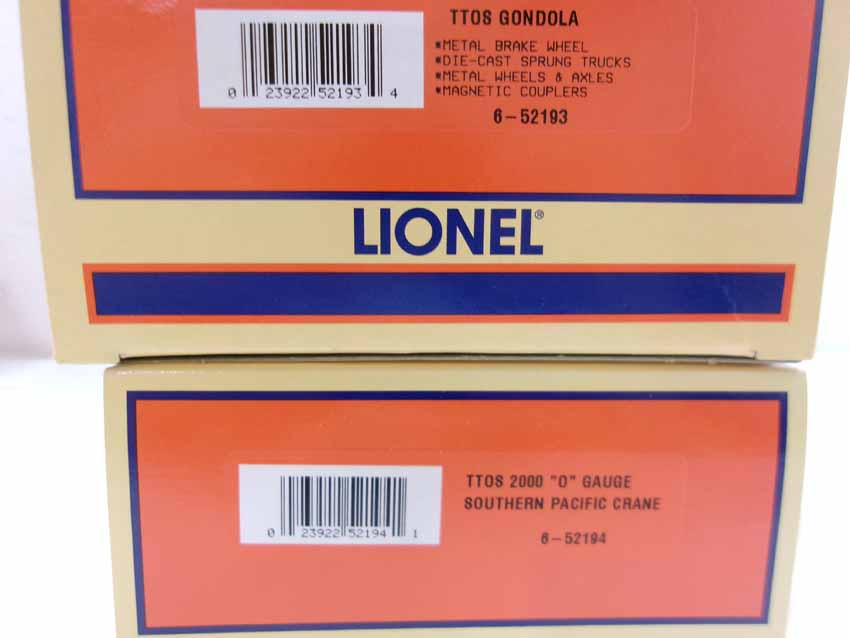 TTOS GONDOLA
*METAL BRAKE WHEEL
*DIE-CAST SPRUNG TRUCKS
*METAL WHEELS & AXLES
*MAGNETIC COUPLERS
0 23922 52193 4
6-52193
LIONEL®
TTOS 2000 "O" GAUGE
SOUTHERN PACIFIC CRANE
0 23922 52194 1
6-52194